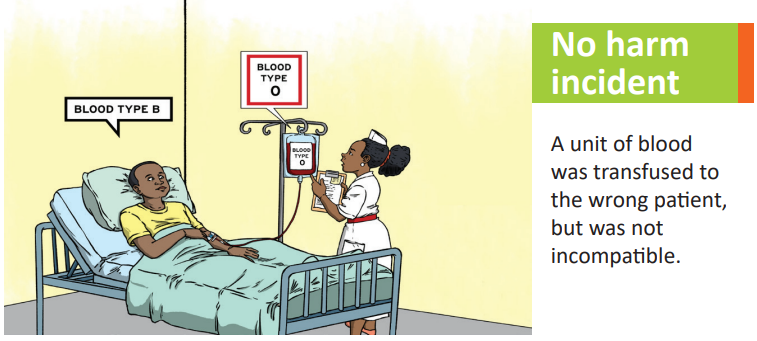 BLOOD TYPE B
BLOOD
TYPE
O
BLOOD
TYPE
O
No harm
incident
A unit of blood
was transfused to
the wrong patient,
but was not
incompatible.